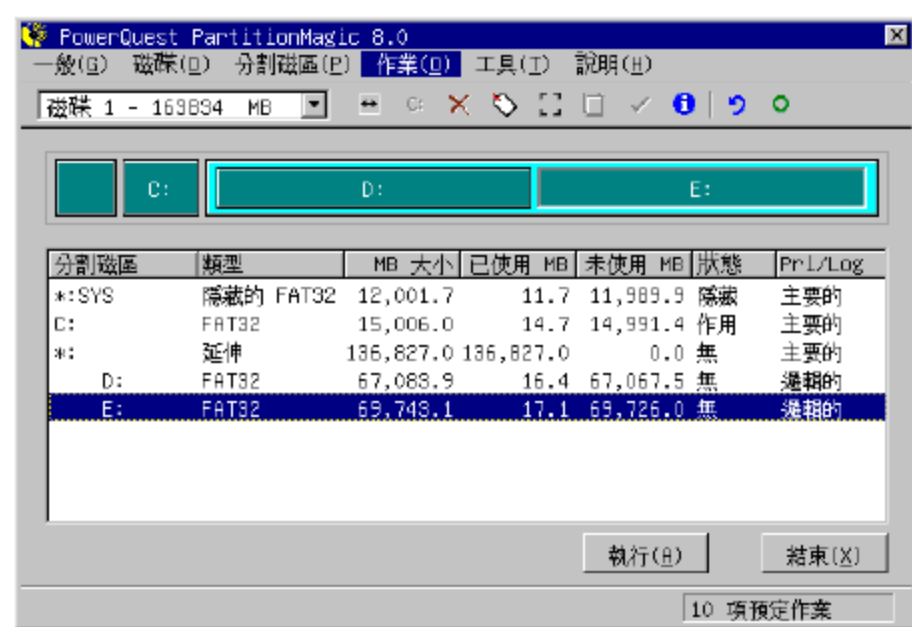 PowerQuest PartitionMagic 8.0
一般(G) 磁碟(D) 分割磁區(P) 作業(O) 工具(T) 說明(H)
磁碟 1 - 163834 MB C:
C: D: E:
分割磁區 類型 MB 大小 已使用 MB 未使用 MB 狀態 Pri/Log
*:SYS 隱藏的 FAT32 12,001.7 11.7 11,989.9 隱藏 主要的
C: FAT32 15,006.0 14.7 14,991.4 作用 主要的
*: 延伸 136,827.0 136,827.0 0.0 無 主要的
D: FAT32 67,083.9 16.4 67,067.5 無 邏輯的
E: FAT32 69,743.1 17.1 69,726.0 無 邏輯的
執行(A) 結束(X)
10 項預定作業